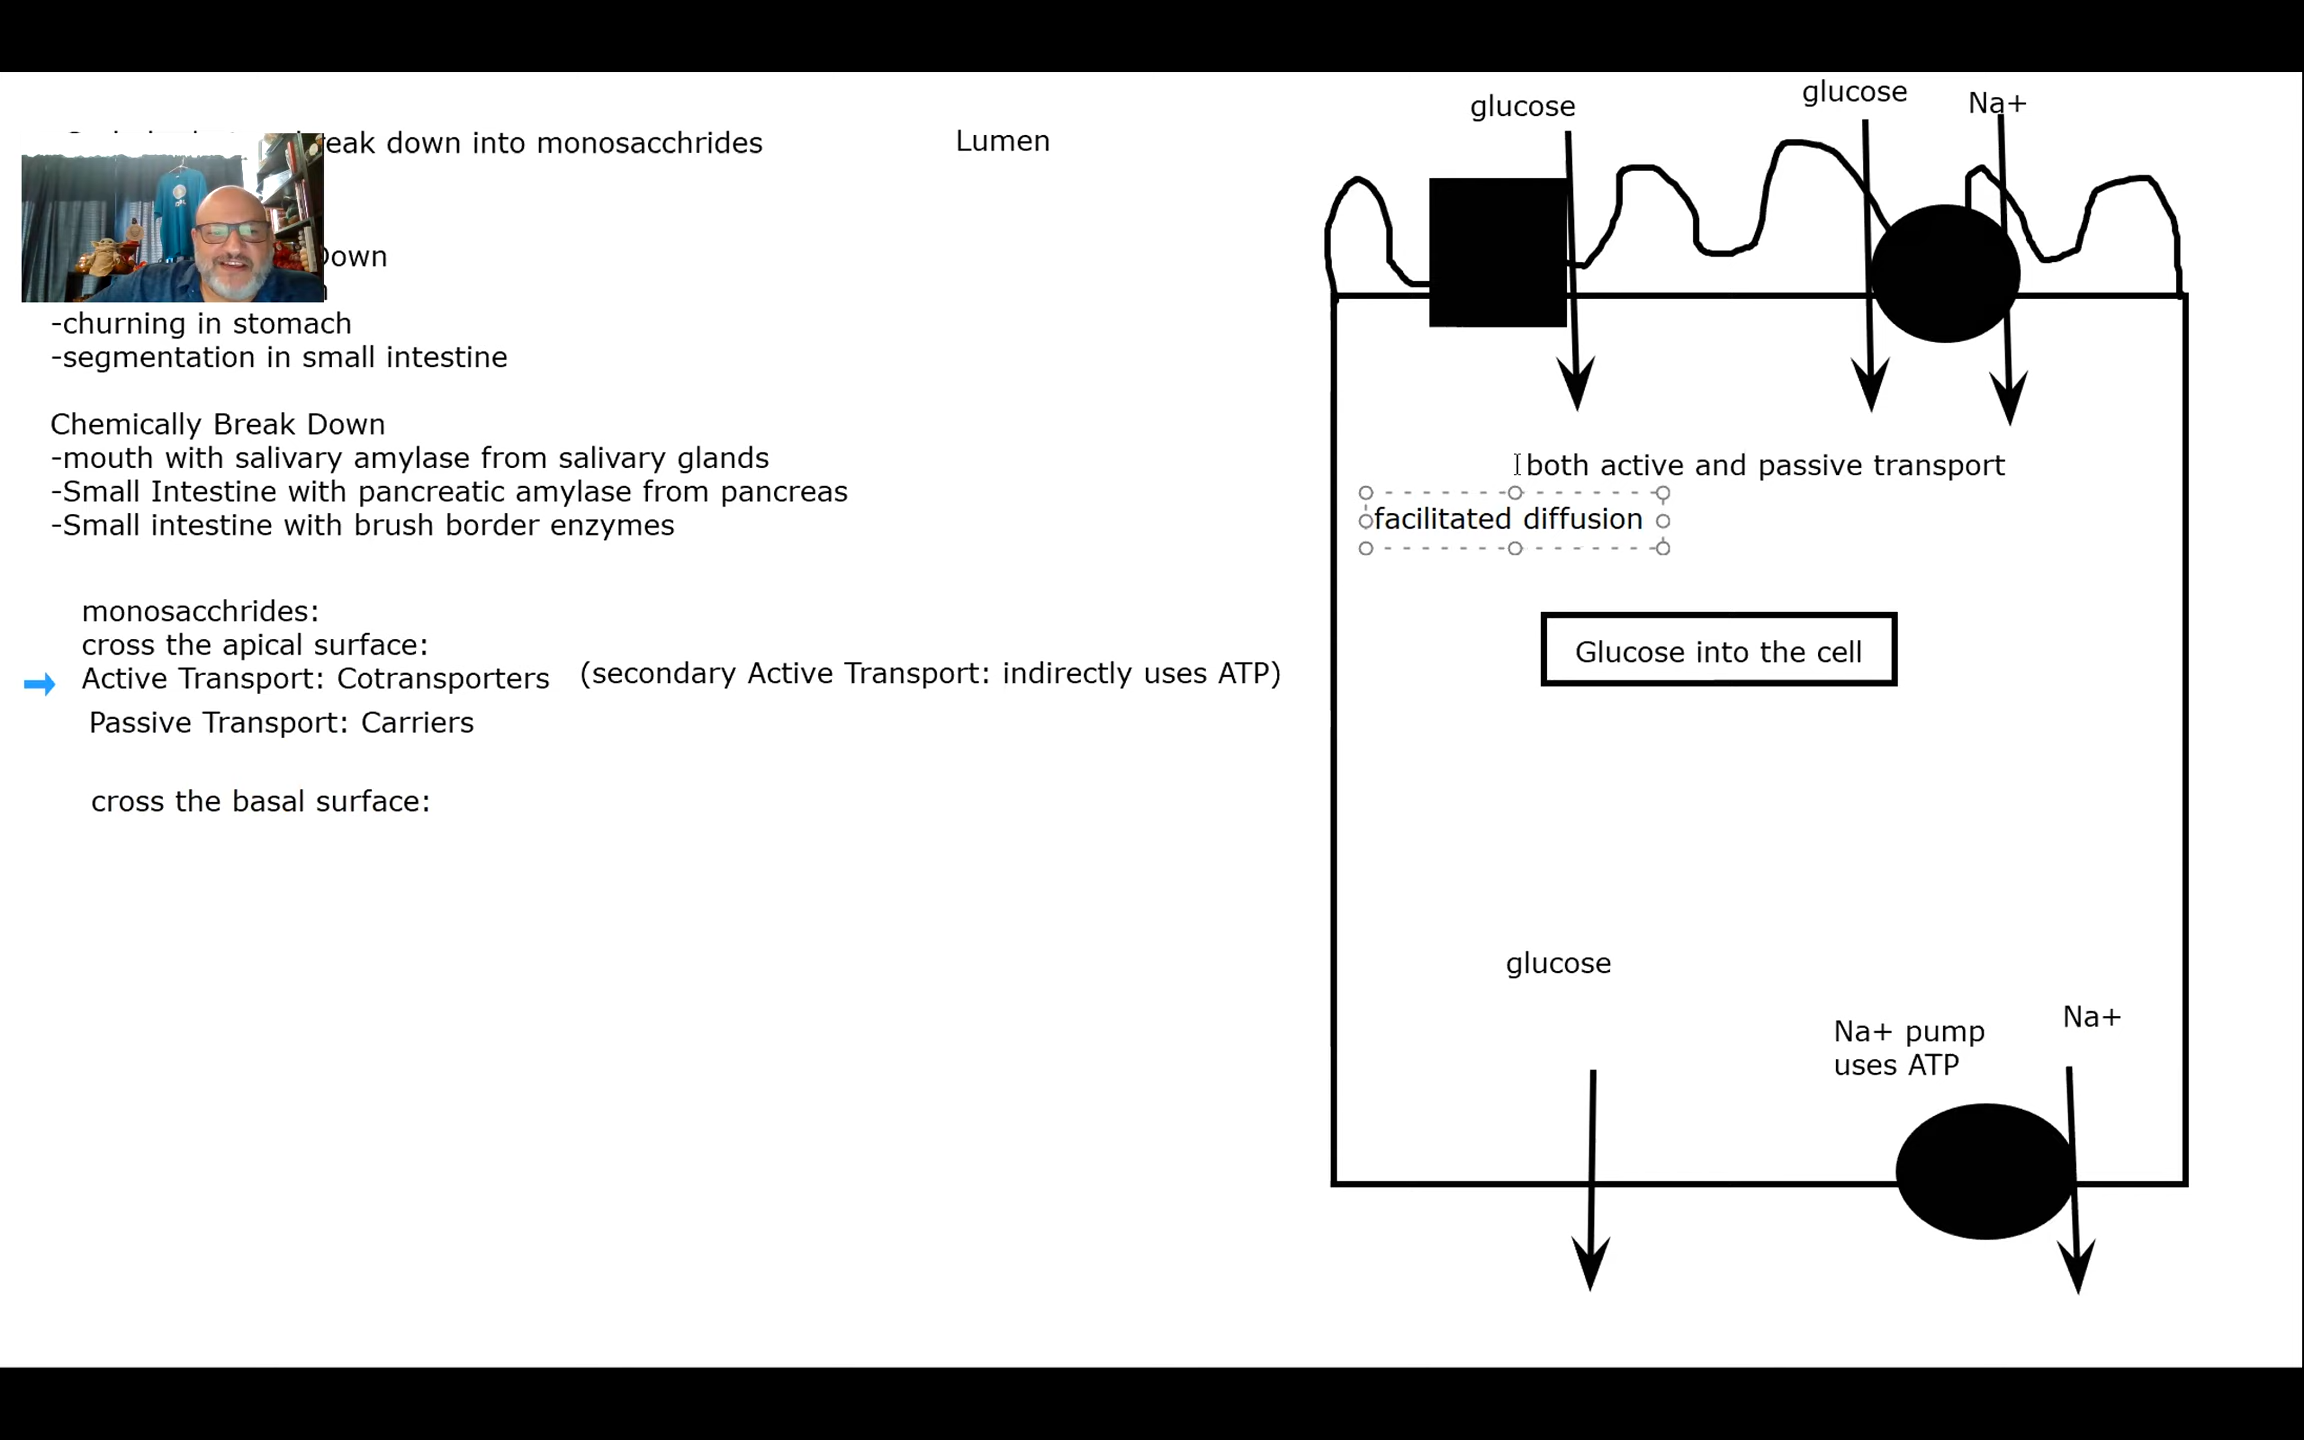 eak down into monosacchrides
Lumen
Down
-churning in stomach
-segmentation in small intestine
Chemically Break Down
-mouth with salivary amylase from salivary glands
-Small Intestine with pancreatic amylase from pancreas
-Small intestine with brush border enzymes
monosacchrides:
cross the apical surface:
Active Transport: Cotransporters (secondary Active Transport: indirectly uses ATP)
Passive Transport: Carriers
cross the basal surface:
glucose
glucose
Na+
both active and passive transport
facilitated diffusion
Glucose into the cell
glucose
Na+ pump
uses ATP
Na+